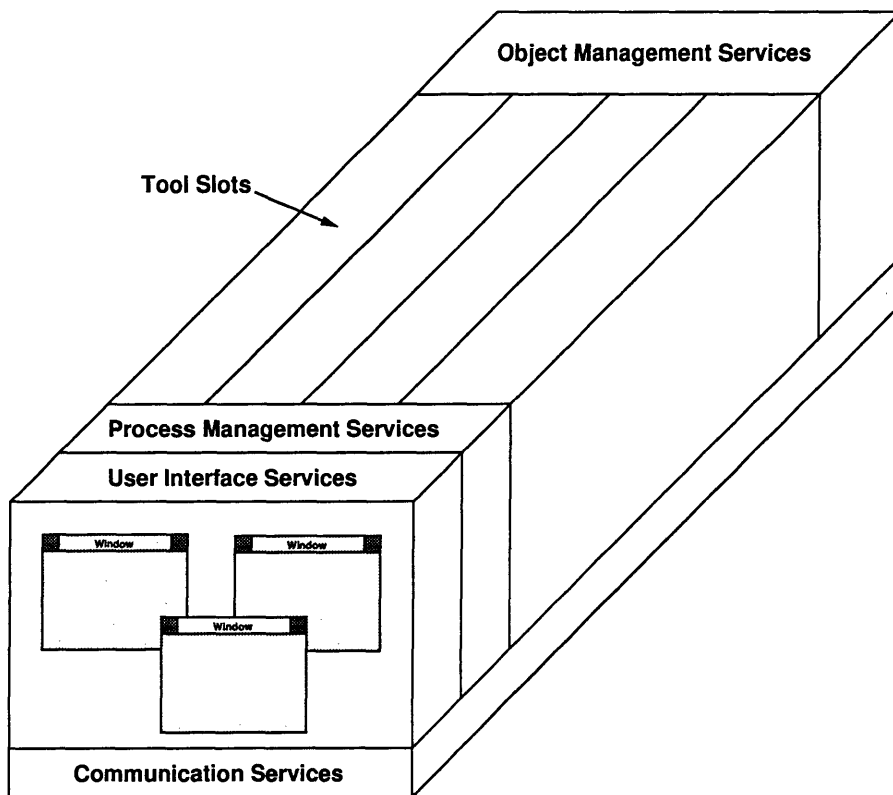 Object Management Services
Tool Slots
Process Management Services
User Interface Services
Window
Window
Window
Communication Services